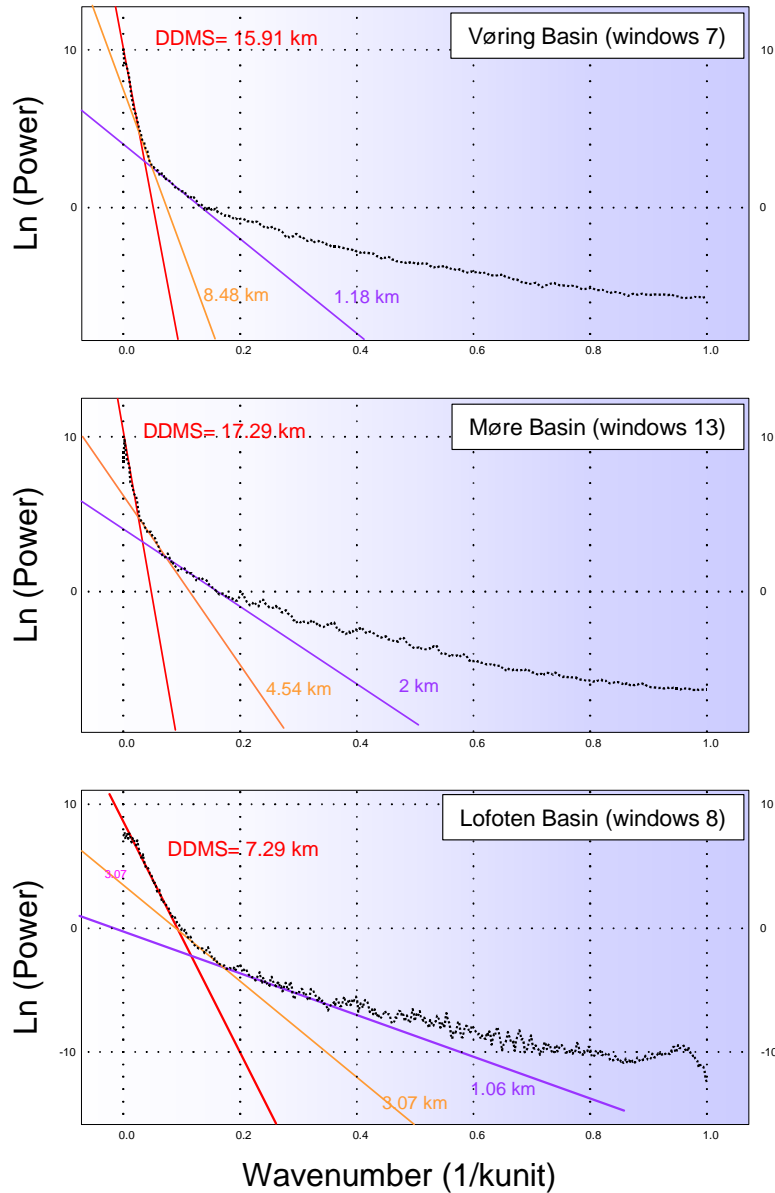 Vøring Basin (windows 7)
DDMS= 15.91 km
10
10
Ln (Power)
0
0
8.48 km
1.18 km
0.0
0.2
0.4
0.6
0.8
1.0
Møre Basin (windows 13)
DDMS= 17.29 km
10
10
Ln (Power)
0
0
4.54 km
2 km
0.0
0.2
0.4
0.6
0.8
1.0
10
10
Lofoten Basin (windows 8)
DDMS= 7.29 km
3.07
Ln (Power)
0
0
-10
-10
1.06 km
3.07 km
0.0
0.2
0.4
0.6
0.8
1.0
Wavenumber (1/kunit)